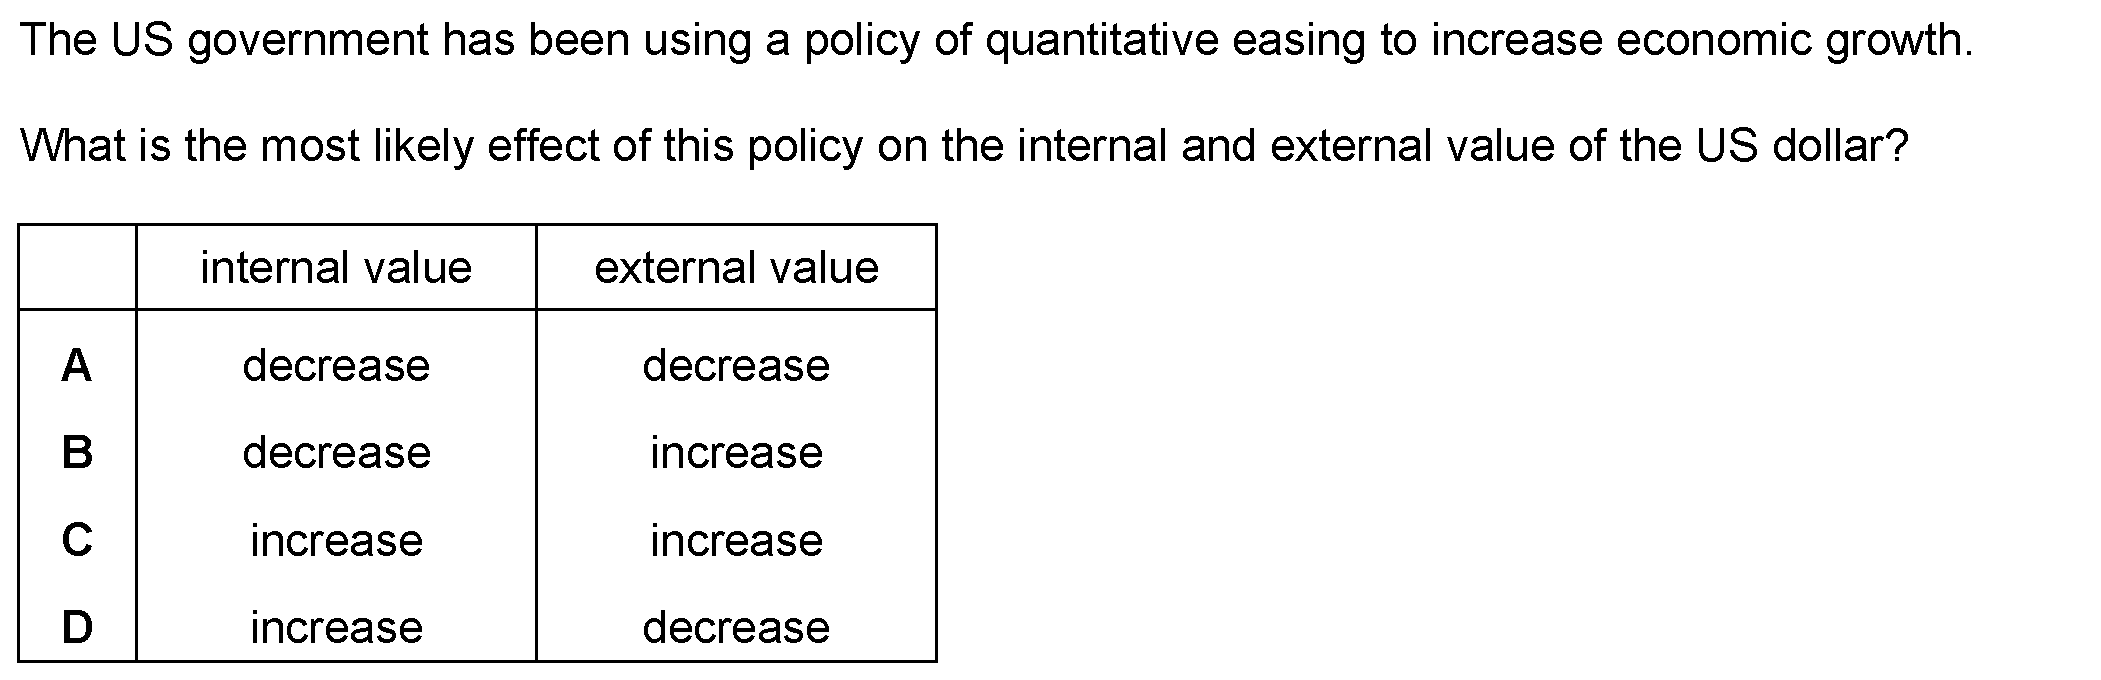 The US government has been using a policy of quantitative easing to increase economic growth.
What is the most likely effect of this policy on the internal and external value of the US dollar?
internal value external value
A decrease decrease
B decrease increase
C increase increase
D increase decrease